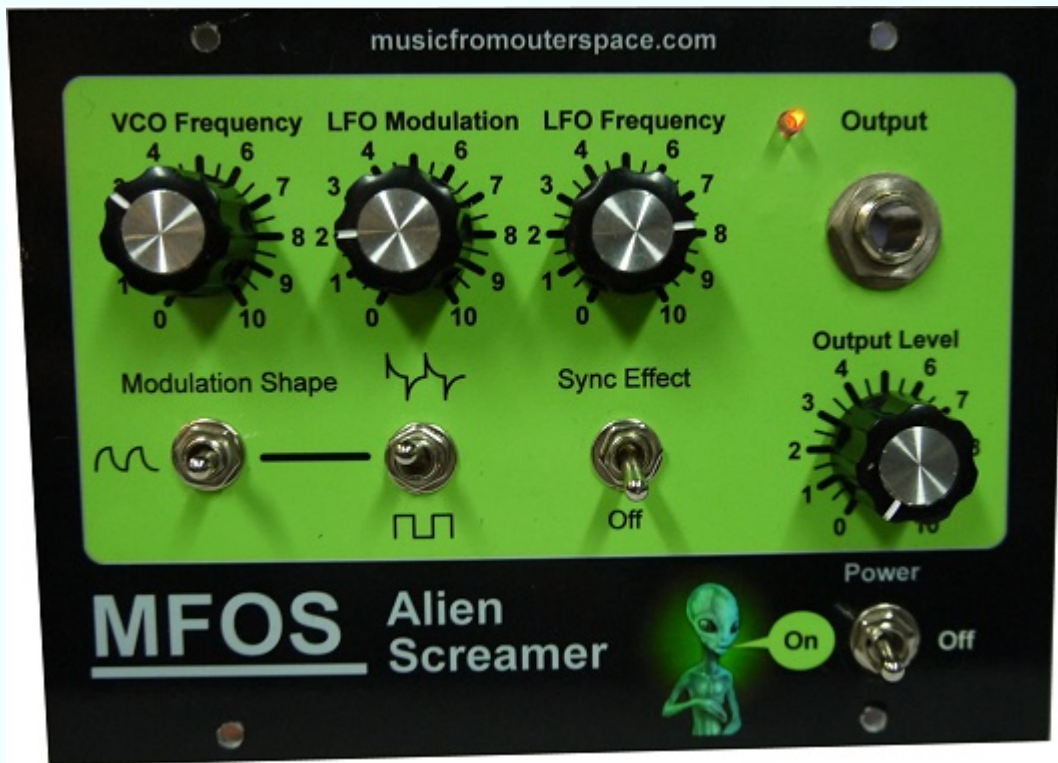 musicfromouterspace.com
VCO Frequency LFO Modulation LFO Frequency Output
4 6 4 6 4 6
7 3 7 3 7
8 2 8 2 8
1 9 1 9 1 9
0 10 0 10 0 10
Output Level
4 6
3 7
2 8
1
0 10
Modulation Shape Sync Effect
Off
Power
MFOS Alien
Screamer
On Off